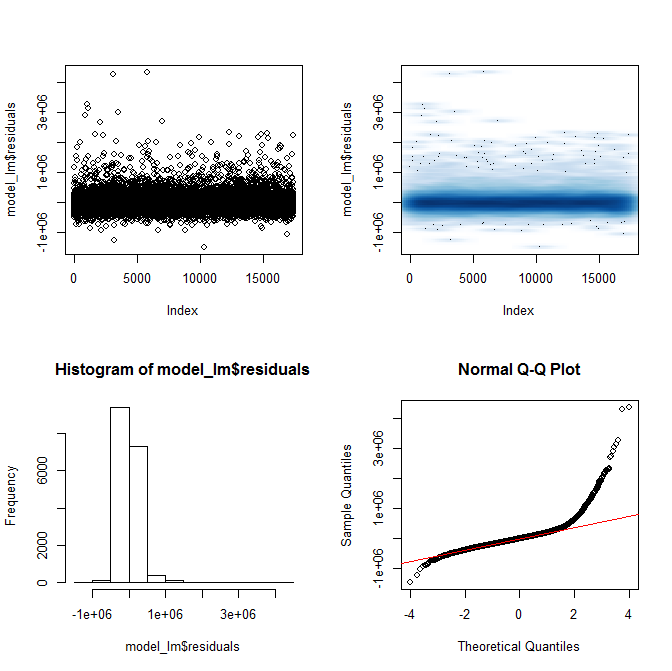 model_lm$residuals
-1e+06 1e+06 3e+06
0 5000 10000 15000
Index
model_lm$residuals
-1e+06 1e+06 3e+06
0 5000 10000 15000
Index
Histogram of model_lm$residuals
Frequency
0 2000 6000
-1e+06 1e+06 3e+06
model_lm$residuals
Normal Q-Q Plot
Sample Quantiles
-1e+06 1e+06 3e+06
-4 -2 0 2 4
Theoretical Quantiles